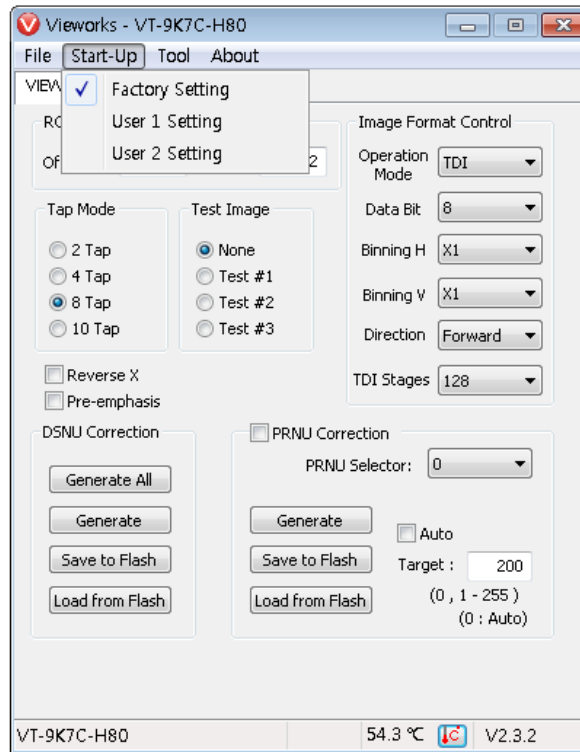 Vieworks - VT-9K7C-H80
File Start-Up Tool About
Factory Setting
User 1 Setting
User 2 Setting
Image Format Control
Operation Mode TDI
Data Bit 8
Binning H X1
Binning V X1
Direction Forward
TDI Stages 128
Tap Mode
2 Tap
4 Tap
8 Tap
10 Tap
Test Image
None
Test #1
Test #2
Test #3
Reverse X
Pre-emphasis
DSNU Correction
Generate All
Generate
Save to Flash
Load from Flash
PRNU Correction
PRNU Selector: 0
Generate
Save to Flash
Load from Flash
Auto
Target : 200
(0 , 1 - 255 )
(0 : Auto)
VT-9K7C-H80 54.3 ℃ V2.3.2